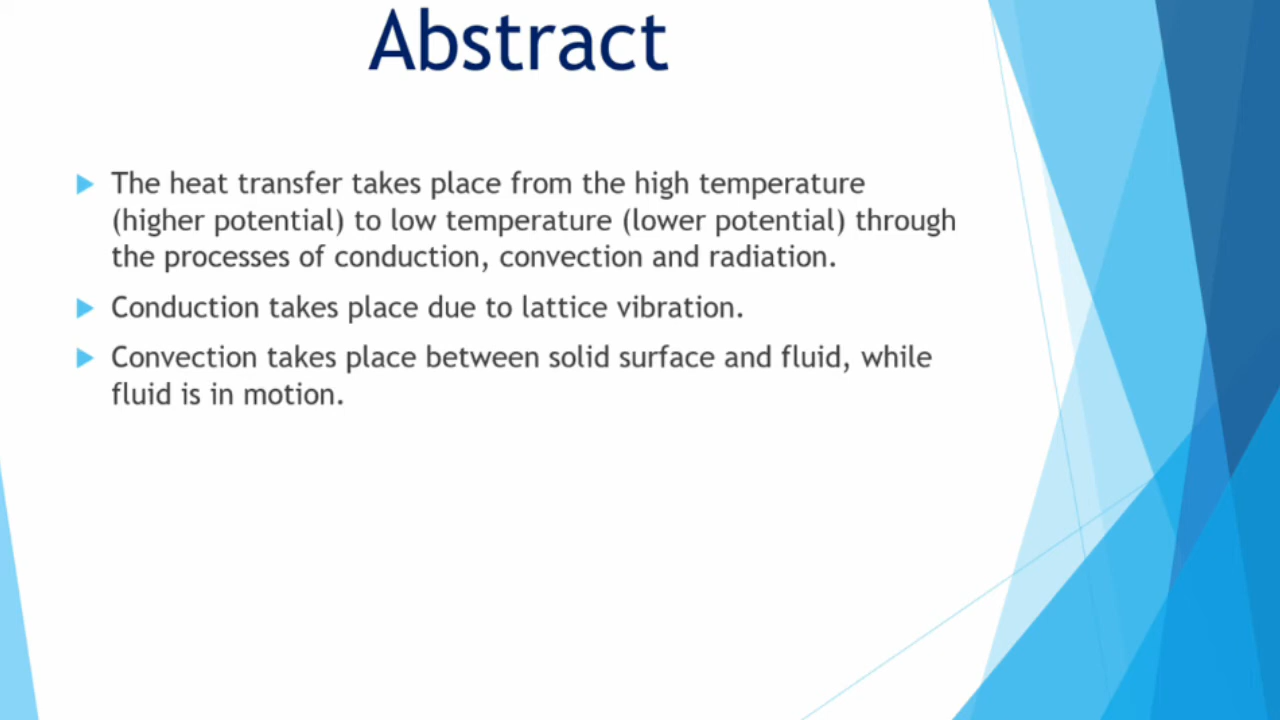 Abstract
The heat transfer takes place from the high temperature
(higher potential) to low temperature (lower potential) through
the processes of conduction, convection and radiation.
Conduction takes place due to lattice vibration.
Convection takes place between solid surface and fluid, while
fluid is in motion.